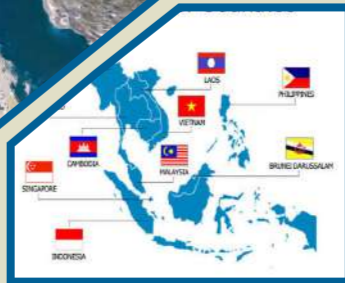 LAOS
PHILIPPINES
VIETNAM
CAMBODIA
MALAYSIA
BRUNEI DARUSSALAM
SINGAPORE
INDONESIA